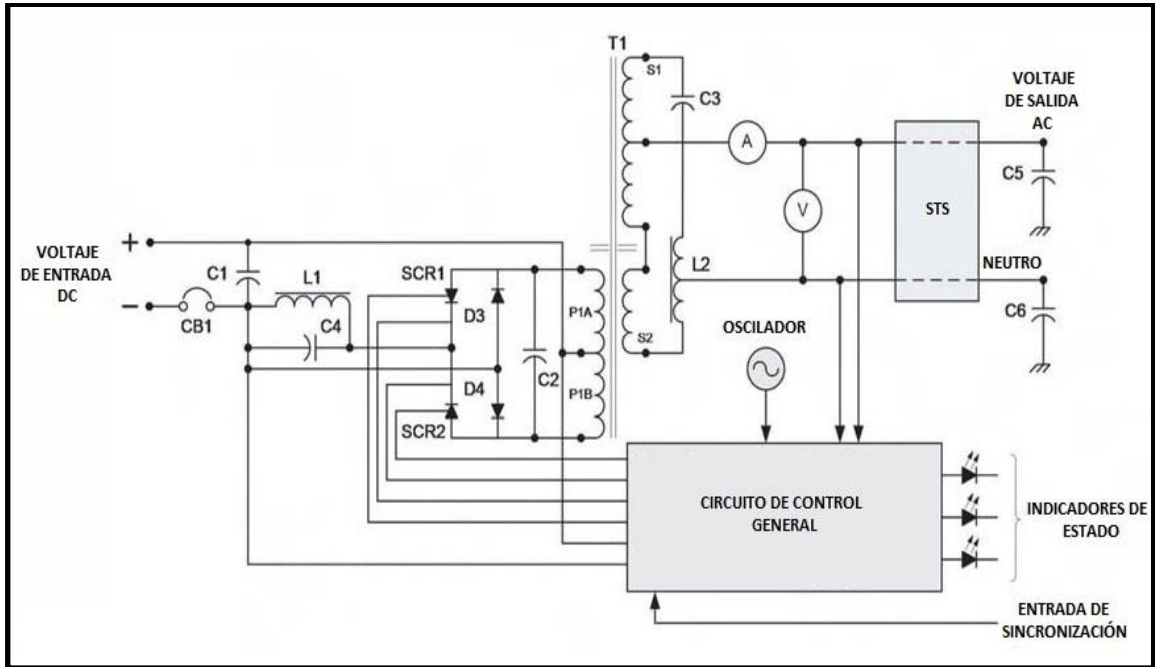 T1
S1
C3
VOLTAJE
DE SALIDA
AC
A
C5
STS
V
VOLTAJE
DE ENTRADA
DC
+
−
CB1
C1
L1
C4
SCR1
D3
D4
SCR2
C2
P1A
P1B
L2
S2
NEUTRO
C6
OSCILADOR
CIRCUITO DE CONTROL
GENERAL
INDICADORES DE
ESTADO
ENTRADA DE
SINCRONIZACIÓN